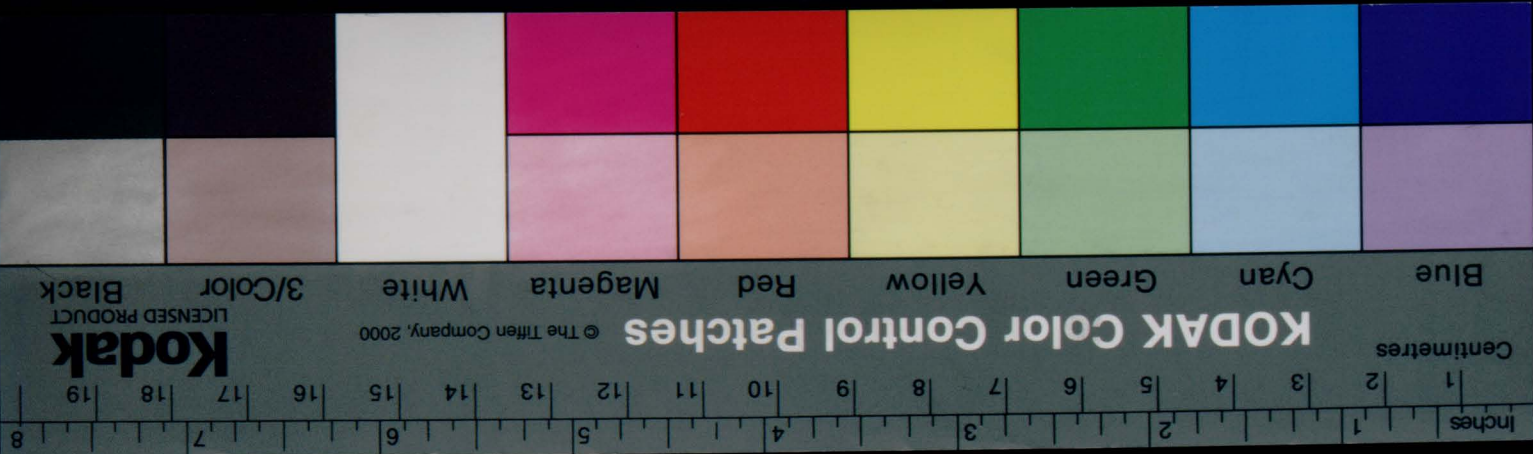 Inches 1 2 3 4 5 6 7 8
Centimetres 1 2 3 4 5 6 7 8 9 10 11 12 13 14 15 16 17 18 19
KODAK Color Control Patches © The Tiffen Company, 2000 Kodak
LICENSED PRODUCT
Blue Cyan Green Yellow Red Magenta White 3/Color Black